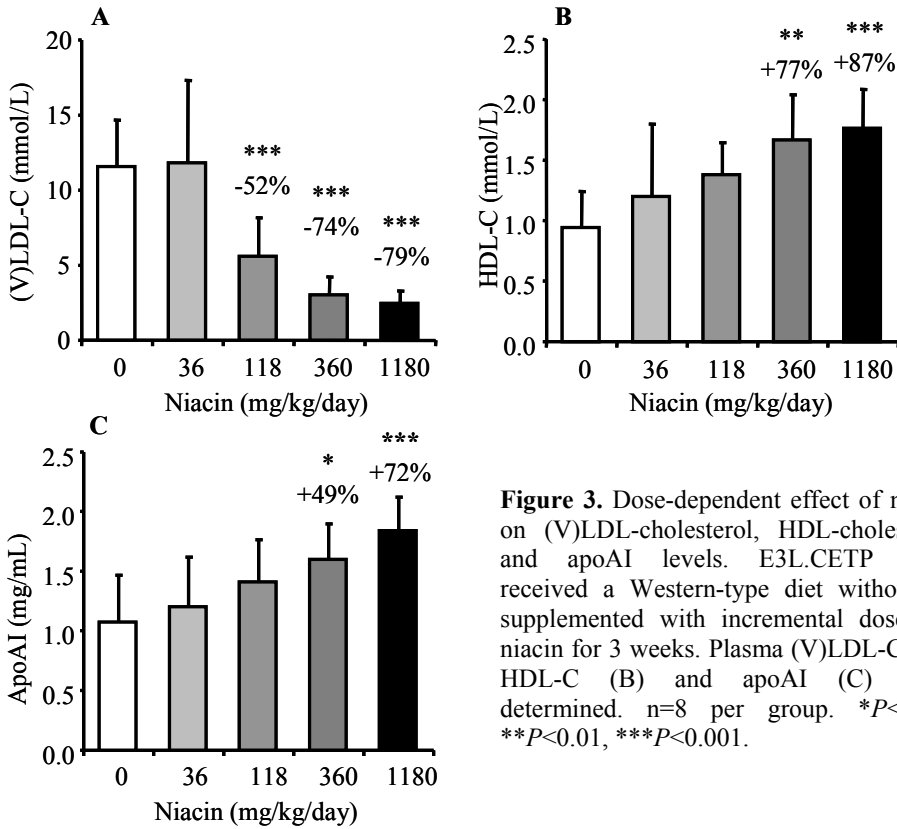 A
(V)LDL-C (mmol/L)
20
15
10
5
0
***
-52%
***
-74%
***
-79%
0 36 118 360 1180
Niacin (mg/kg/day)
B
HDL-C (mmol/L)
2.5
2.0
1.5
1.0
0.5
0.0
**
+77%
***
+87%
0 36 118 360 1180
Niacin (mg/kg/day)
C
ApoAI (mg/mL)
2.5
2.0
1.5
1.0
0.5
0.0
*
+49%
***
+72%
0 36 118 360 1180
Niacin (mg/kg/day)
Figure 3. Dose-dependent effect of
on (V)LDL-cholesterol,
and apoAI levels. E3L.CETP
received a Western-type diet
supplemented with incremental
niacin for 3 weeks. Plasma (V)LDL-C
HDL-C (B) and apoAI (C)
determined. n=8 per group. *P<
**P<0.01, ***P<0.001.